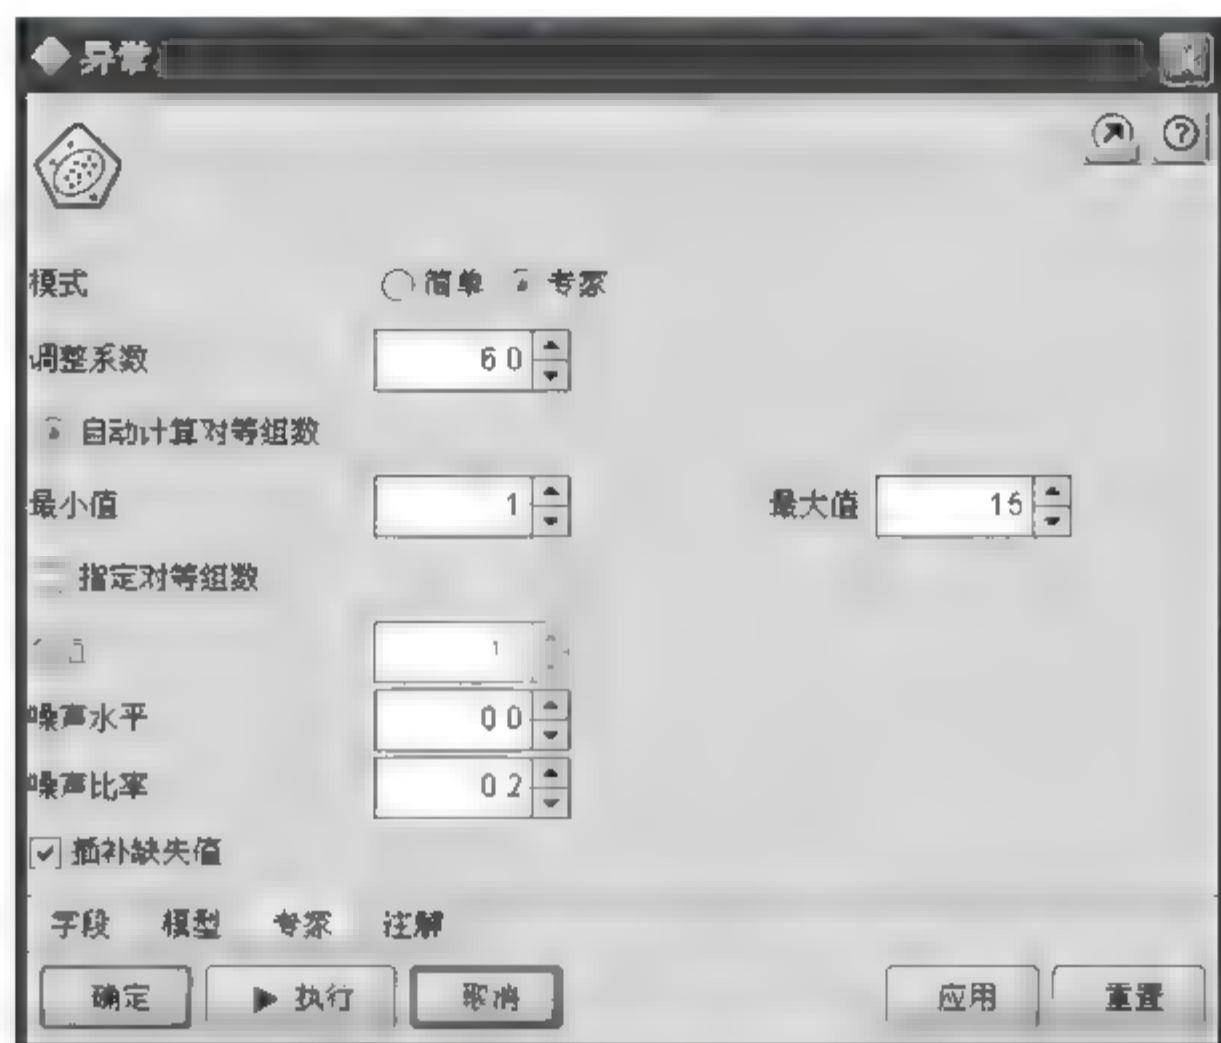 异常
模式 简单 专家
调整系数 6 0
自动计算对等组数
最小值 1 最大值 15
指定对等组数
1
噪声水平 0 0
噪声比率 0 2
插补缺失值
字段 模型 专家 注解
确定 执行 取消 应用 重置